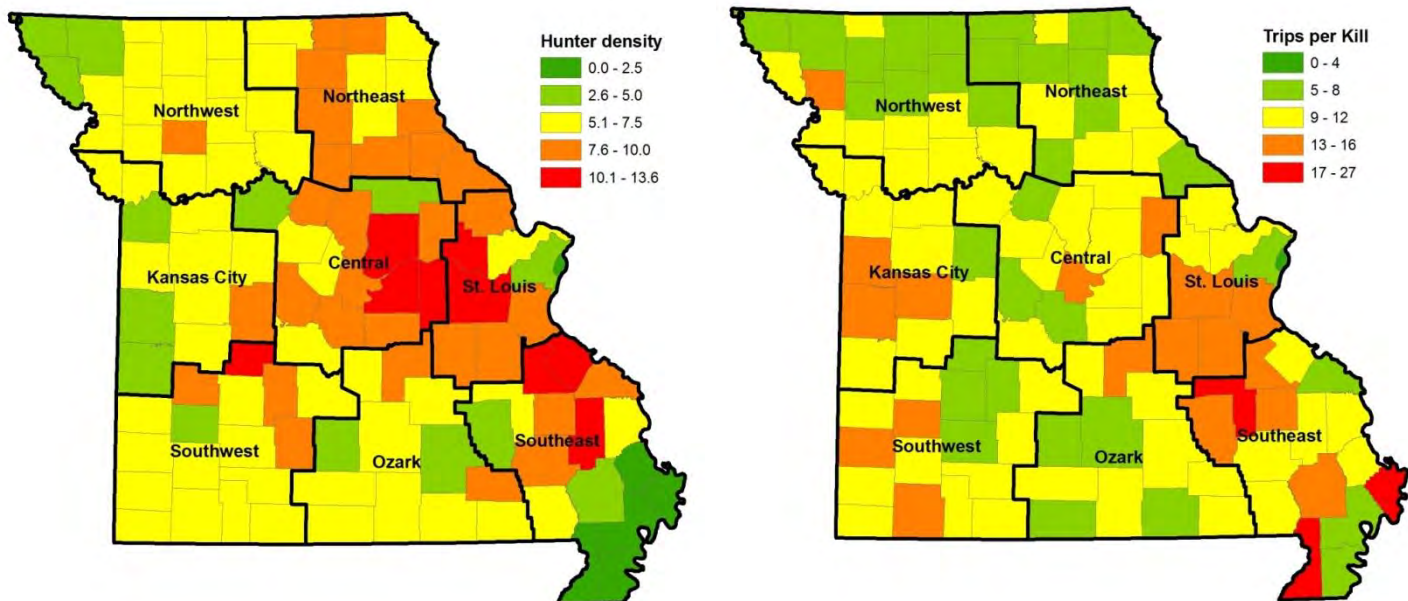 Hunter density
0.0 - 2.5
2.6 - 5.0
5.1 - 7.5
7.6 - 10.0
10.1 - 13.6
Northwest
Northeast
Kansas City
Central
St. Louis
Southwest
Ozark
Southeast
Trips per Kill
0 - 4
5 - 8
9 - 12
13 - 16
17 - 27
Northwest
Northeast
Kansas City
Central
St. Louis
Southwest
Ozark
Southeast